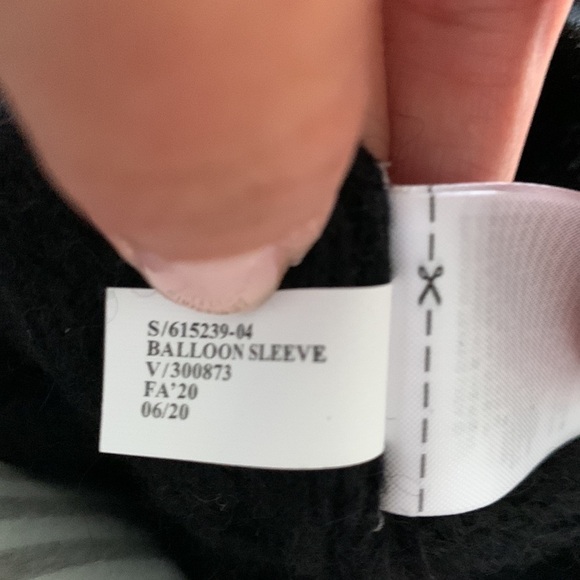 S/615239-04
BALLOON SLEEVE
V/300873
FA'20
06/20